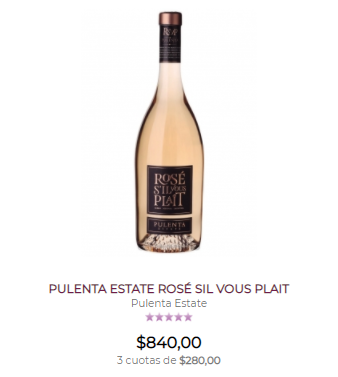 ROSÉ
ROSÉ
S'IL VOUS
PLAIT
PULENTA
PULENTA ESTATE ROSÉ SIL VOUS PLAIT
Pulenta Estate
$840,00
3 cuotas de $280,00